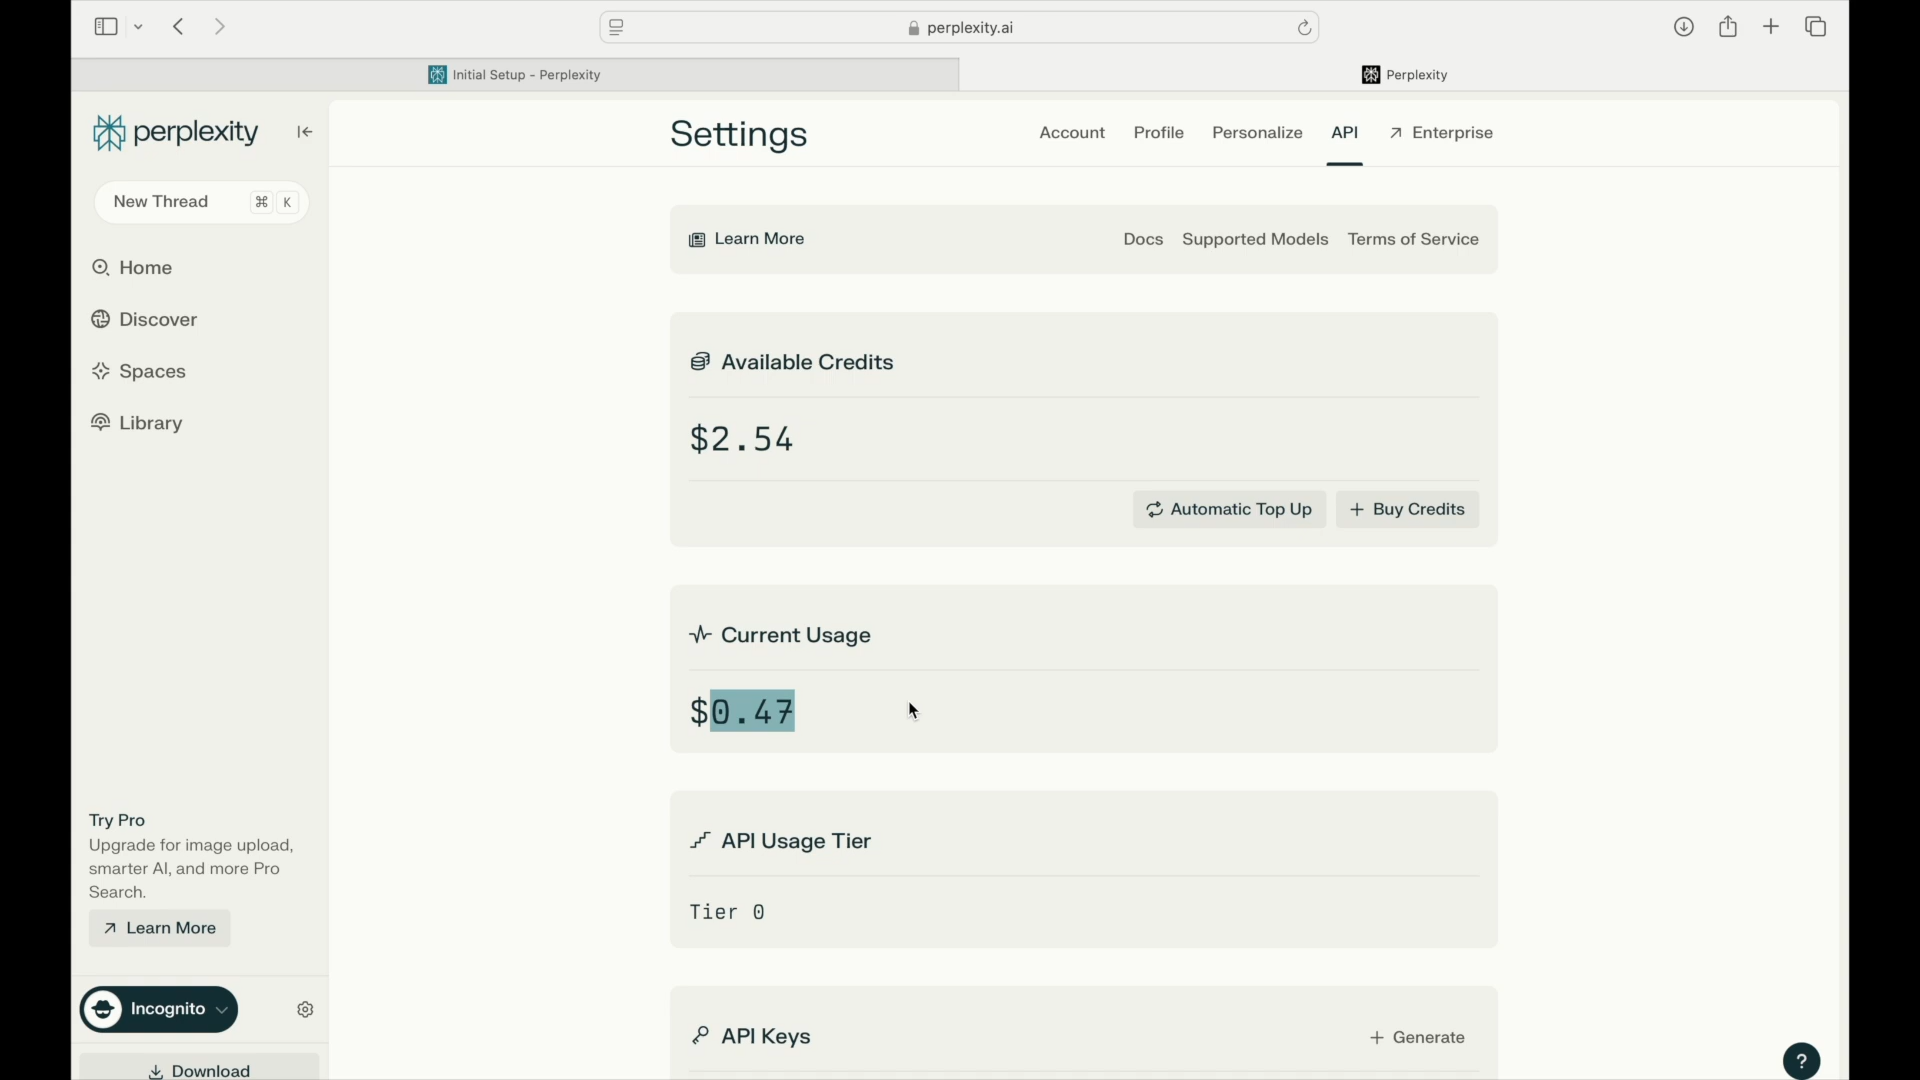 perplexity.ai
Initial Setup - Perplexity
Perplexity
perplexity
New Thread ⌘ K
Home
Discover
Spaces
Library
Try Pro
Upgrade for image upload,
smarter AI, and more Pro
Search.
Learn More
Incognito
Download
Settings
Account Profile Personalize API Enterprise
Learn More
Docs Supported Models Terms of Service
Available Credits
$2.54
Automatic Top Up
+ Buy Credits
Current Usage
$0.47
API Usage Tier
Tier 0
API Keys
+ Generate
?